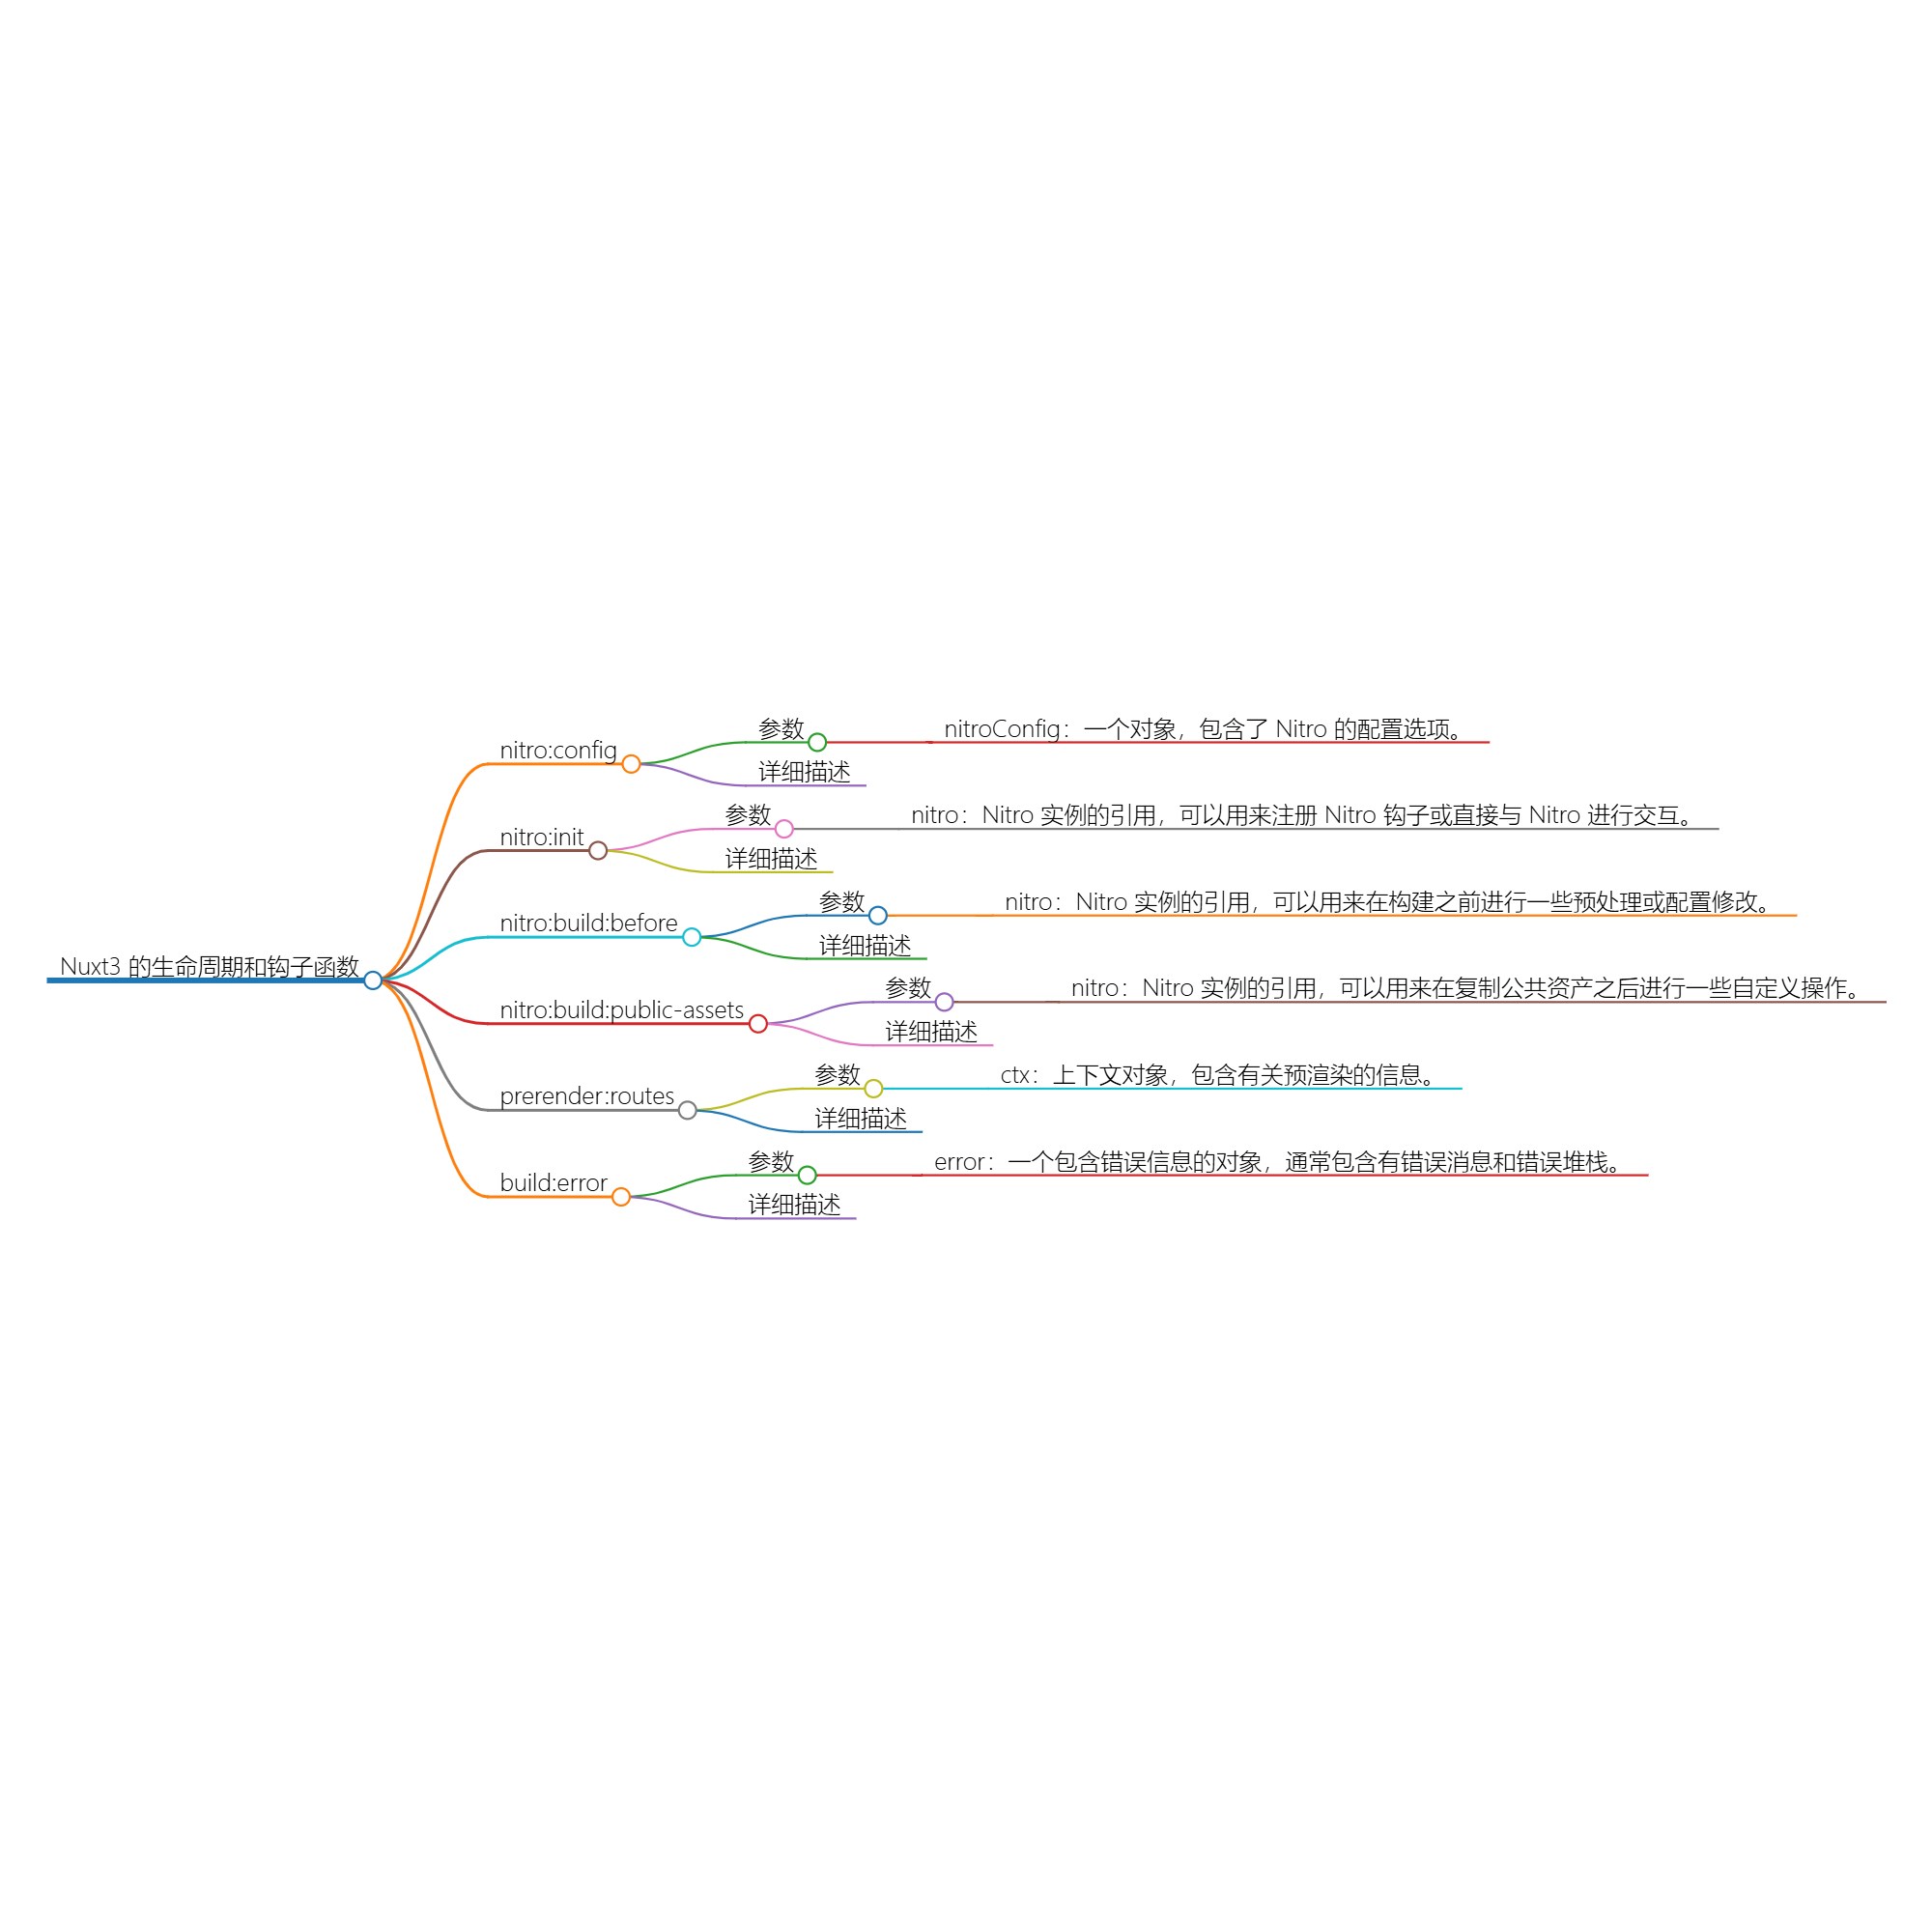 Nuxt3 的生命周期和钩子函数
nitro:config
参数
nitroConfig：一个对象，包含了 Nitro 的配置选项。
详细描述
nitro:init
参数
nitro：Nitro 实例的引用，可以用来注册 Nitro 钩子或直接与 Nitro 进行交互。
详细描述
nitro:build:before
参数
nitro：Nitro 实例的引用，可以用来在构建之前进行一些预处理或配置修改。
详细描述
nitro:build:public-assets
参数
nitro：Nitro 实例的引用，可以用来在复制公共资产之后进行一些自定义操作。
详细描述
prerender:routes
参数
ctx：上下文对象，包含有关预渲染的信息。
详细描述
build:error
参数
error：一个包含错误信息的对象，通常包含有错误消息和错误堆栈。
详细描述